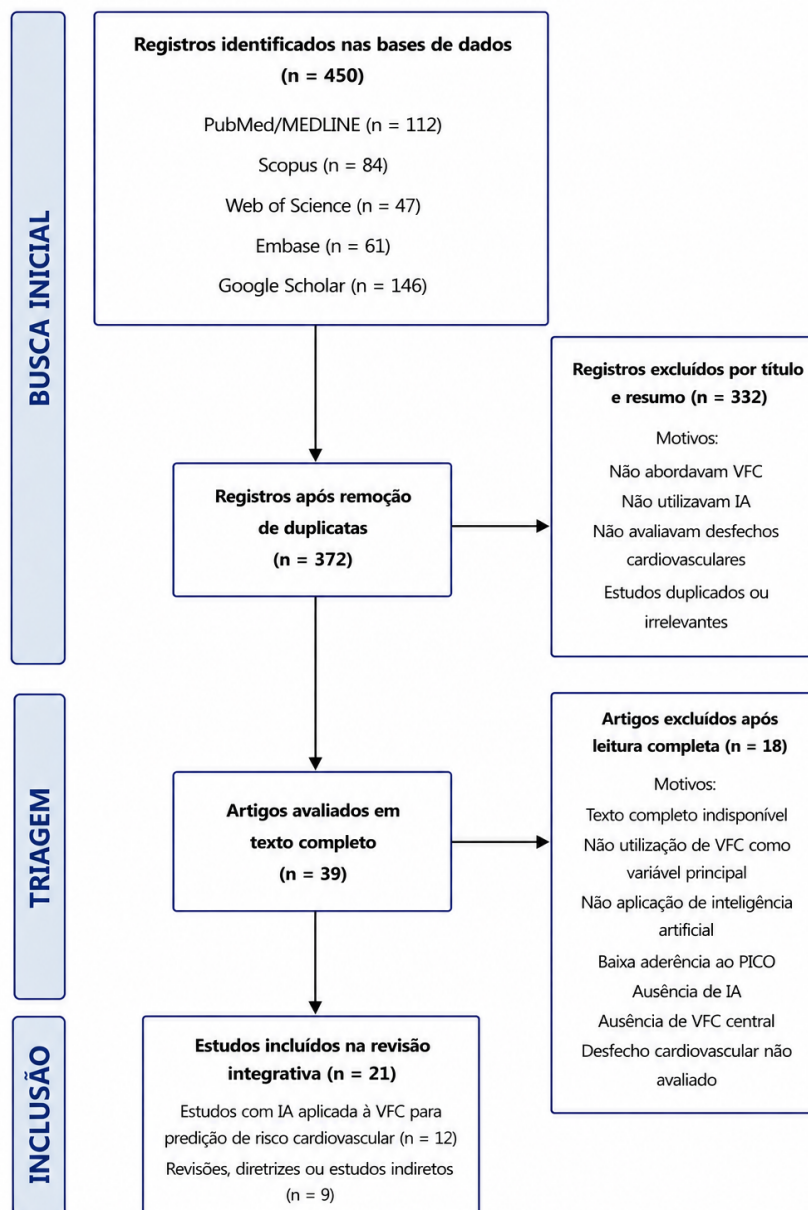 BUSCA INICIAL
Registros identificados nas bases de dados
(n = 450)
PubMed/MEDLINE (n = 112)
Scopus (n = 84)
Web of Science (n = 47)
Embase (n = 61)
Google Scholar (n = 146)
Registros excluídos por título
e resumo (n = 332)
Motivos:
Não abordavam VFC
Não utilizavam IA
Não avaliavam desfechos
cardiovasculares
Estudos duplicados ou
irrelevantes
Registros após remoção
de duplicatas
(n = 372)
TRIAGEM
Artigos avaliados em
texto completo
(n = 39)
Artigos excluídos após
leitura completa (n = 18)
Motivos:
Texto completo indisponível
Não utilização de VFC como
variável principal
Não aplicação de inteligência
artificial
Baixa aderência ao PICO
Ausência de IA
Ausência de VFC central
Desfecho cardiovascular não
avaliado
INCLUSÃO
Estudos incluídos na revisão
integrativa (n = 21)
Estudos com IA aplicada à VFC para
predição de risco cardiovascular (n = 12)
Revisões, diretrizes ou estudos indiretos
(n = 9)